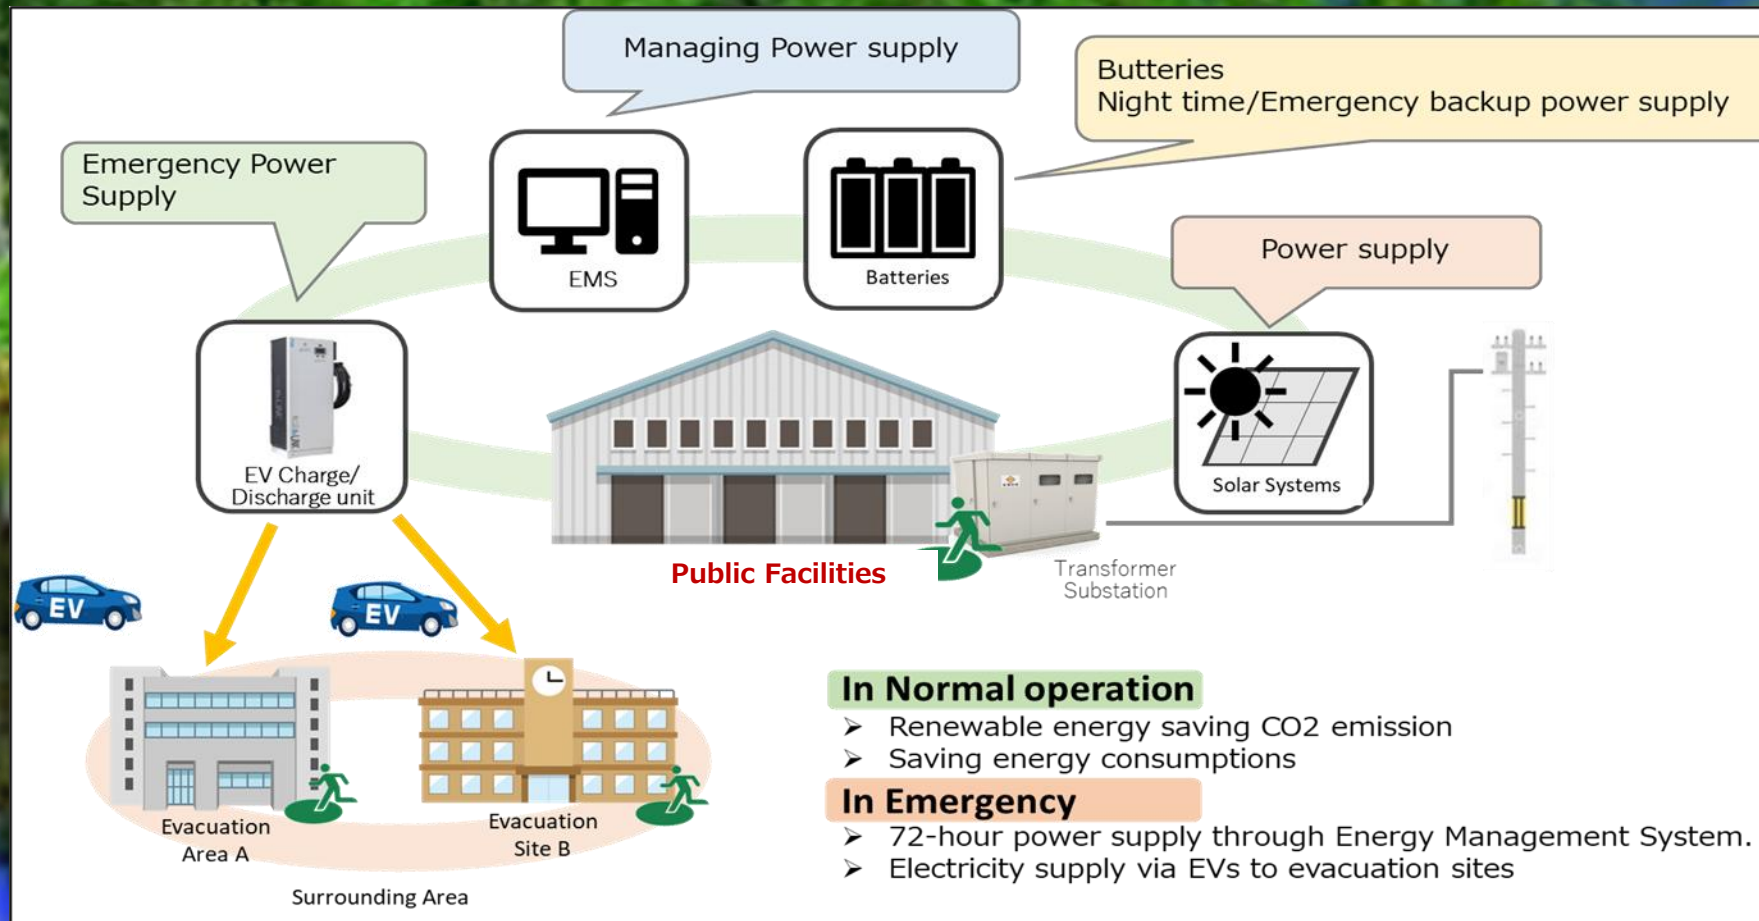 Managing Power supply
Butteries
Night time/Emergency backup power supply
Emergency Power
Supply
Power supply
EMS
Batteries
EV Charge/
Discharge unit
Solar Systems
Public Facilities
Transformer
Substation
EV
EV
Evacuation
Area A
Evacuation
Site B
Surrounding Area
In Normal operation
➢ Renewable energy saving CO2 emission
➢ Saving energy consumptions
In Emergency
➢ 72-hour power supply through Energy Management System.
➢ Electricity supply via EVs to evacuation sites